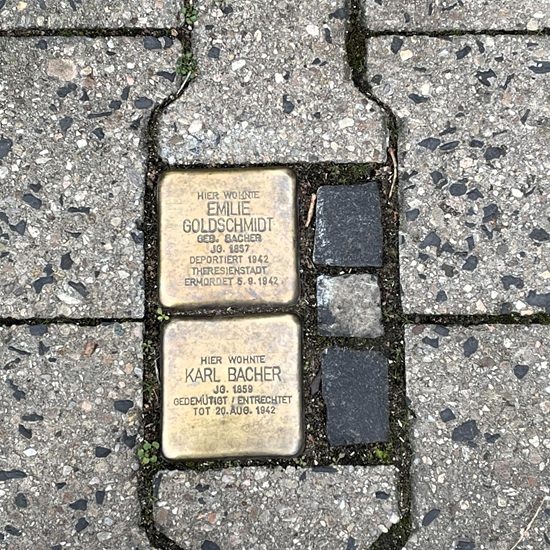 HIER WOHNTE
EMILIE
GOLDSCHMIDT
GEB. BACHER
JG. 1857
DEPORTIERT 1942
THERESIENSTADT
ERMORDET 5.9.1942
HIER WOHNTE
KARL BACHER
JG. 1859
GEDEMÜTIGT / ENTRECHTET
TOT 20.AUG. 1942